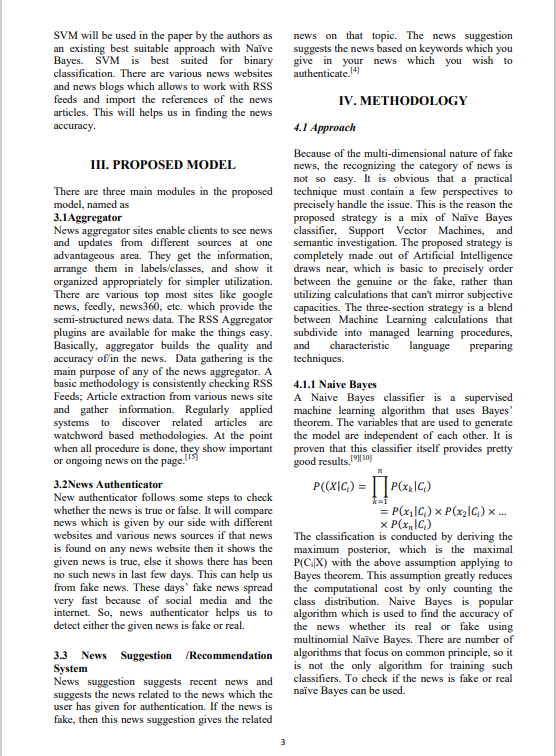 SVM will be used in the paper by the authors as
an existing best suitable approach with Naïve
Bayes. SVM is best suited for binary
classification. There are various news websites
and news blogs which allows to work with RSS
feeds and import the references of the news
articles. This will helps us in finding the news
accuracy.
III. PROPOSED MODEL
There are three main modules in the proposed
model, named as
3.1Aggregator
News aggregator sites enable clients to see news
and updates from different sources at one
advantageous area. They get the information,
arrange them in labels/classes, and show it
organized appropriately for simpler utilization.
There are various top most sites like google
news, feedly, news360, etc. which provide the
semi-structured news data. The RSS Aggregator
plugins are available for make the things easy.
Basically, aggregator builds the quality and
accuracy of/in the news. Data gathering is the
main purpose of any of the news aggregator. A
basic methodology is consistently checking RSS
Feeds; Article extraction from various news site
and gather information. Regularly applied
systems to discover related articles are
watchword based methodologies. At the point
when all procedure is done, they show important
or ongoing news on the page.[15]
3.2News Authenticator
New authenticator follows some steps to check
whether the news is true or false. It will compare
news which is given by our side with different
websites and various news sources if that news
is found on any news website then it shows the
given news is true, else it shows there has been
no such news in last few days. This can help us
from fake news. These days' fake news spread
very fast because of social media and the
internet. So, news authenticator helps us to
detect either the given news is fake or real.
3.3 News Suggestion /Recommendation
System
News suggestion suggests recent news and
suggests the news related to the news which the
user has given for authentication. If the news is
fake, then this news suggestion gives the related
news on that topic. The news suggestion
suggests the news based on keywords which you
give in your news which you wish to
authenticate.[4]
IV. METHODOLOGY
4.1 Approach
Because of the multi-dimensional nature of fake
news, the recognizing the category of news is
not so easy. It is obvious that a practical
technique must contain a few perspectives to
precisely handle the issue. This is the reason the
proposed strategy is a mix of Naïve Bayes
classifier, Support Vector Machines, and
semantic investigation. The proposed strategy is
completely made out of Artificial Intelligence
draws near, which is basic to precisely order
between the genuine or the fake, rather than
utilizing calculations that can't mirror subjective
capacities. The three-section strategy is a blend
between Machine Learning calculations that
subdivide into managed learning procedures,
and characteristic language preparing
techniques.
4.1.1 Naive Bayes
A Naive Bayes classifier is a supervised
machine learning algorithm that uses Bayes'
theorem. The variables that are used to generate
the model are independent of each other. It is
proven that this classifier itself provides pretty
good results.[9][10]
P((X|Cᵢ) = ∏ₖ₌₁ⁿ P(xₖ|Cᵢ)
= P(x₁|Cᵢ) × P(x₂|Cᵢ) × ...
× P(xₙ|Cᵢ)
The classification is conducted by deriving the
maximum posterior, which is the maximal
P(Cᵢ|X) with the above assumption applying to
Bayes theorem. This assumption greatly reduces
the computational cost by only counting the
class distribution. Naive Bayes is popular
algorithm which is used to find the accuracy of
the news whether its real or fake using
multinomial Naïve Bayes. There are number of
algorithms that focus on common principle, so it
is not the only algorithm for training such
classifiers. To check if the news is fake or real
naïve Bayes can be used.
3